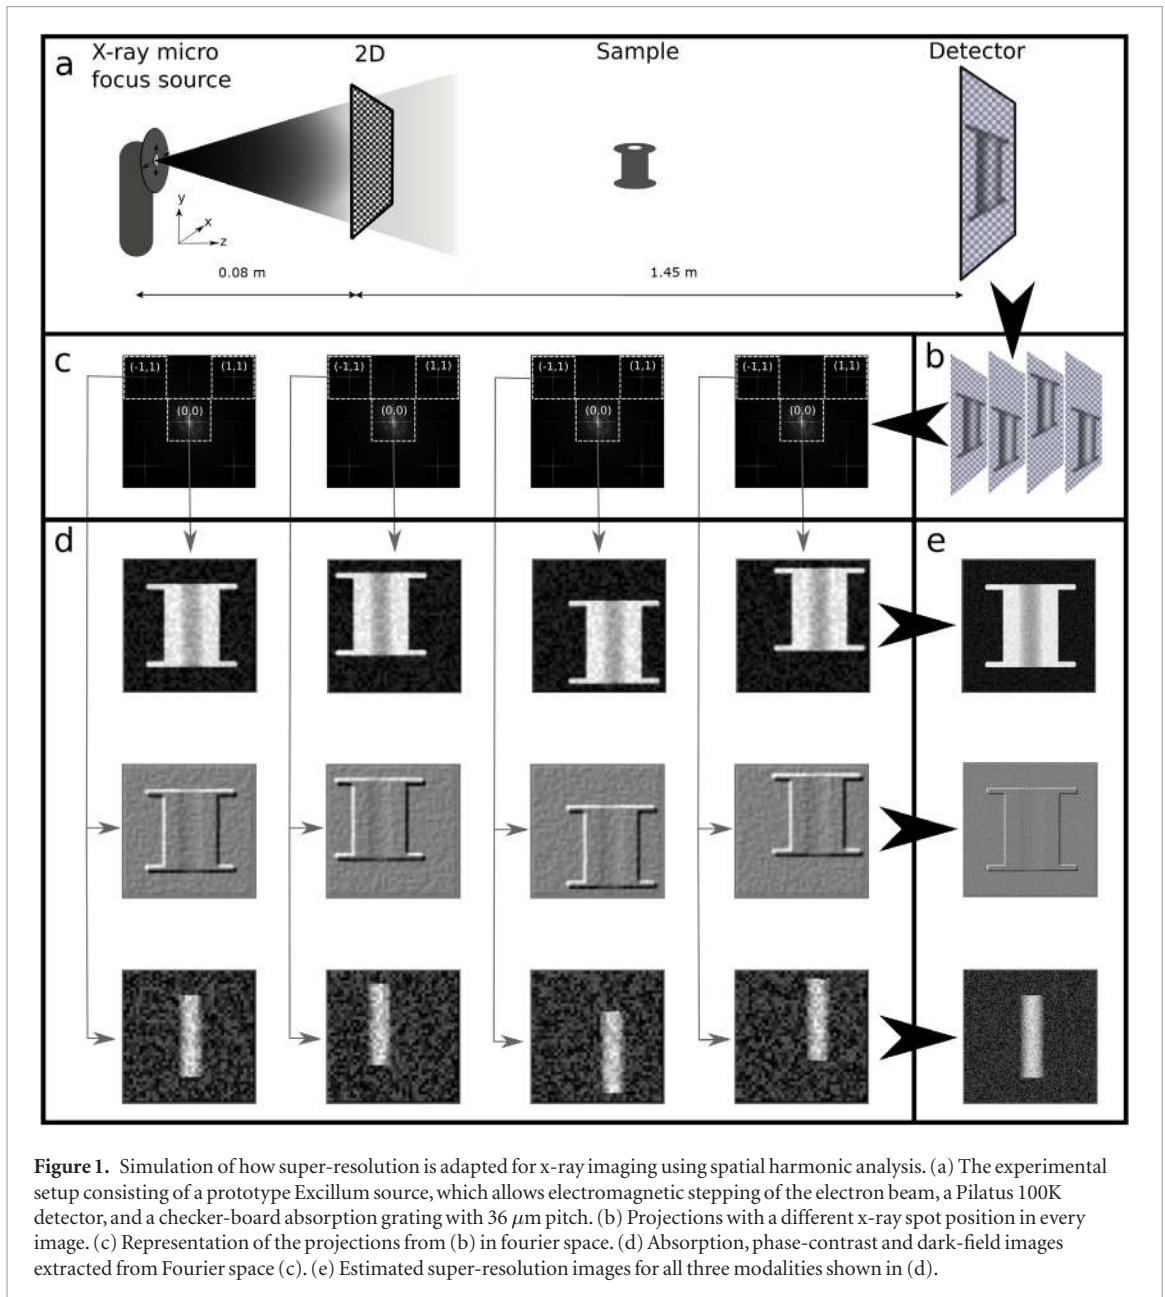 a
X-ray micro
focus source
2D
Sample
Detector
y
x
z
0.08 m
1.45 m
c
(-1,1)
(1,1)
(0,0)
(-1,1)
(1,1)
(0,0)
(-1,1)
(1,1)
(0,0)
(-1,1)
(1,1)
(0,0)
b
d
e
Figure 1. Simulation of how super-resolution is adapted for x-ray imaging using spatial harmonic analysis. (a) The experimental
setup consisting of a prototype Excillum source, which allows electromagnetic stepping of the electron beam, a Pilatus 100K
detector, and a checker-board absorption grating with 36 μm pitch. (b) Projections with a different x-ray spot position in every
image. (c) Representation of the projections from (b) in fourier space. (d) Absorption, phase-contrast and dark-field images
extracted from Fourier space (c). (e) Estimated super-resolution images for all three modalities shown in (d).